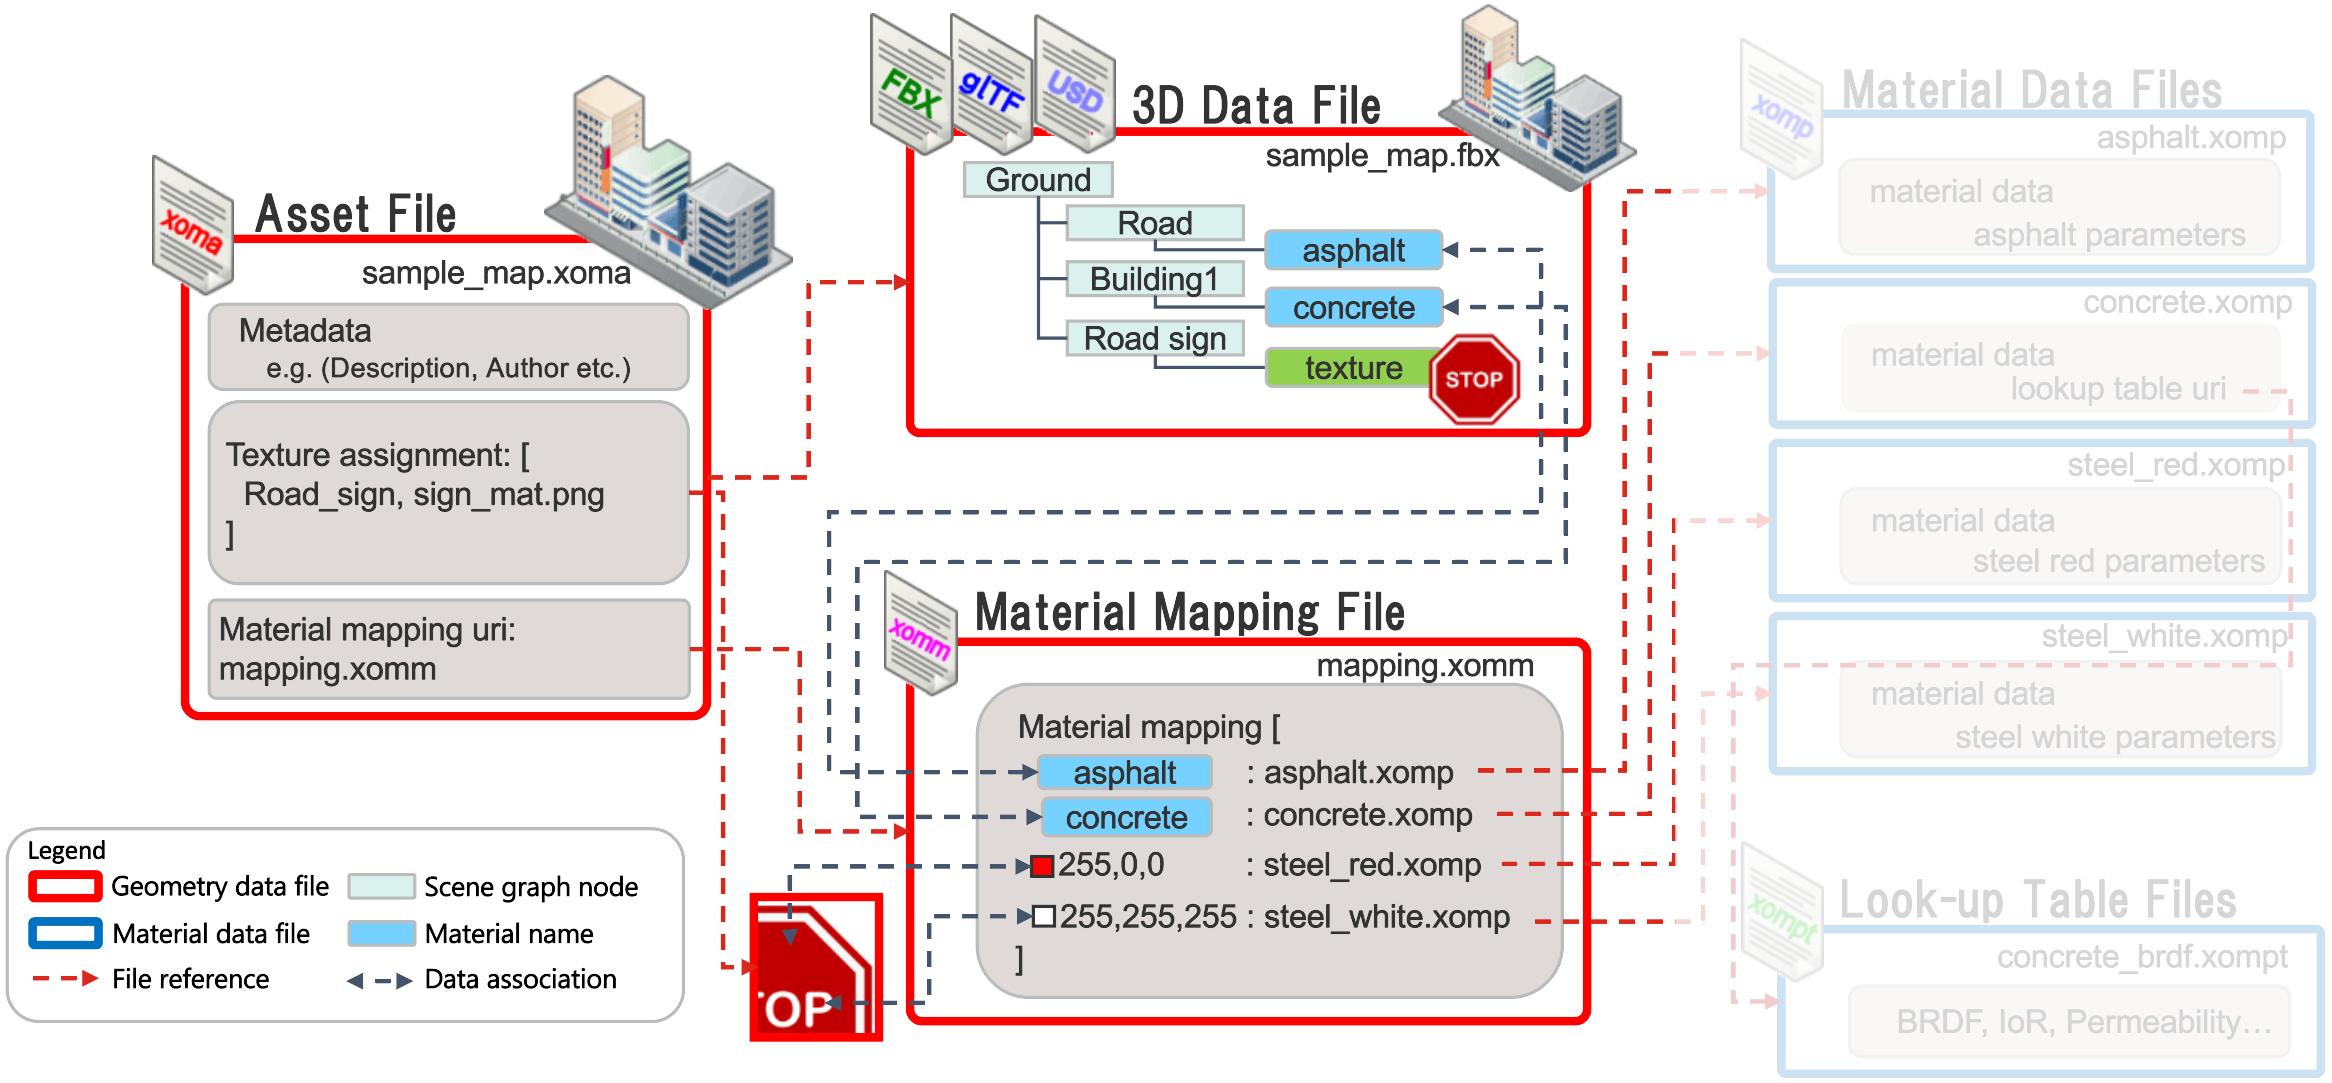 xoma
Asset File
sample_map.xoma
Metadata
e.g. (Description, Author etc.)
Texture assignment: [
Road_sign, sign_mat.png
]
Material mapping uri:
mapping.xomm
FBX
glTF
USD
3D Data File
sample_map.fbx
Ground
Road
asphalt
Building1
concrete
Road sign
texture
STOP
xomm
Material Mapping File
mapping.xomm
Material mapping [
asphalt : asphalt.xomp
concrete : concrete.xomp
255,0,0 : steel_red.xomp
255,255,255 : steel_white.xomp
]
TOP
xomp
Material Data Files
asphalt.xomp
material data
asphalt parameters
concrete.xomp
material data
lookup table uri
steel_red.xomp
material data
steel red parameters
steel_white.xomp
material data
steel white parameters
xompt
Look-up Table Files
concrete_brdf.xompt
BRDF, IoR, Permeability...
Legend
Geometry data file
Scene graph node
Material data file
Material name
File reference
Data association